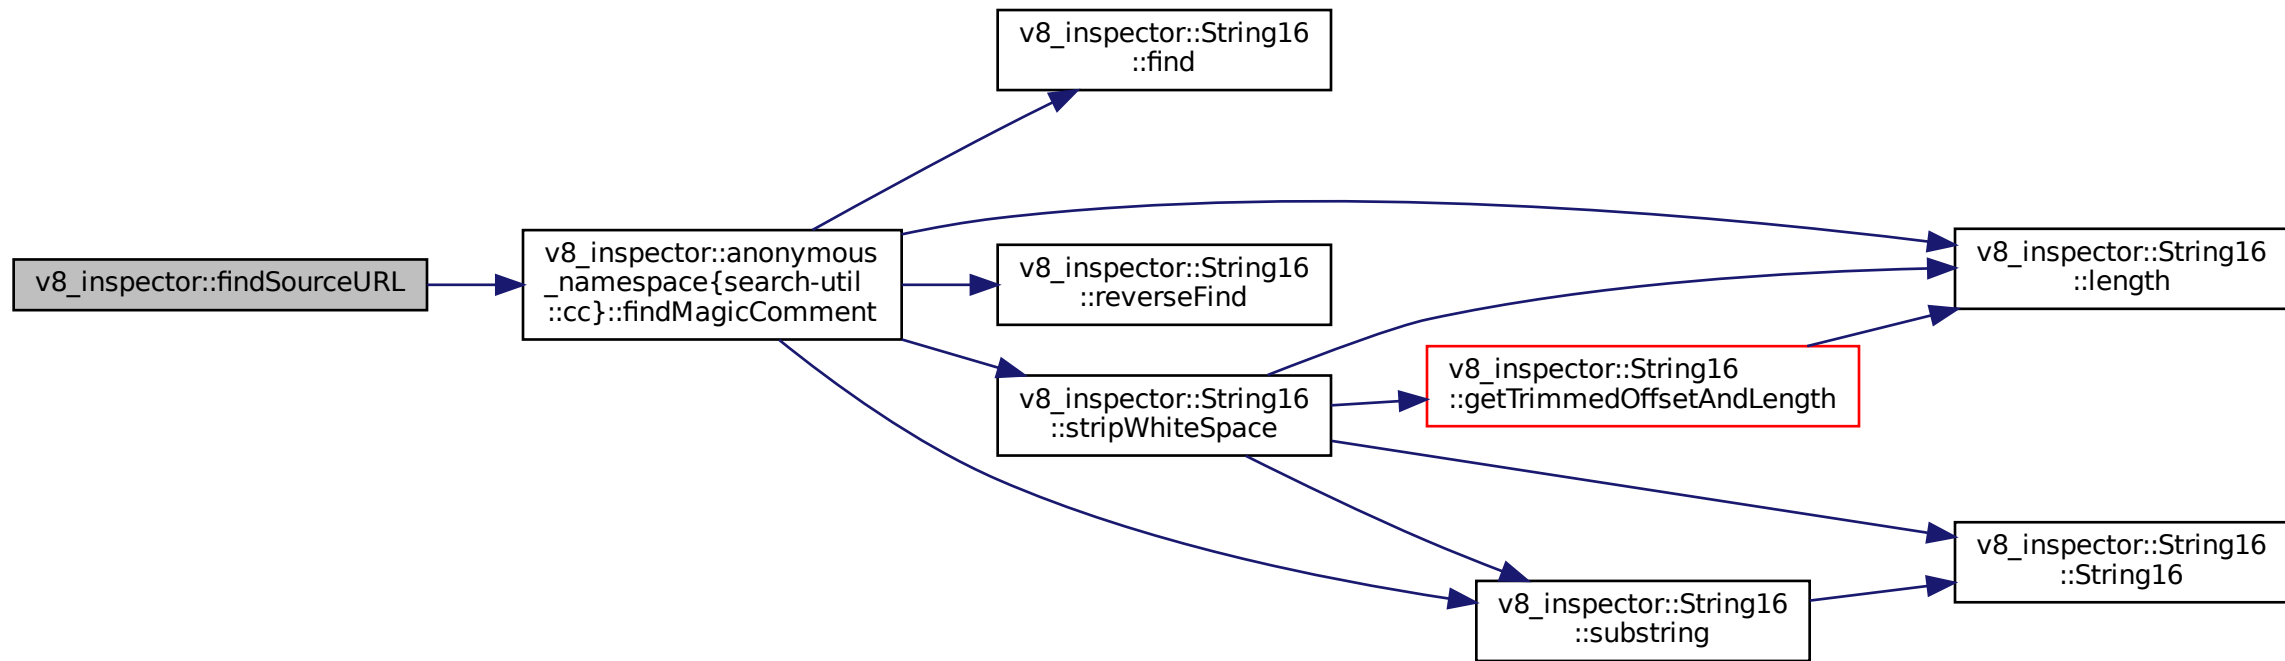 v8_inspector::findSourceURL
v8_inspector::anonymous
_namespace{search-util
::cc}::findMagicComment
v8_inspector::String16
::find
v8_inspector::String16
::reverseFind
v8_inspector::String16
::stripWhiteSpace
v8_inspector::String16
::getTrimmedOffsetAndLength
v8_inspector::String16
::substring
v8_inspector::String16
::length
v8_inspector::String16
::String16